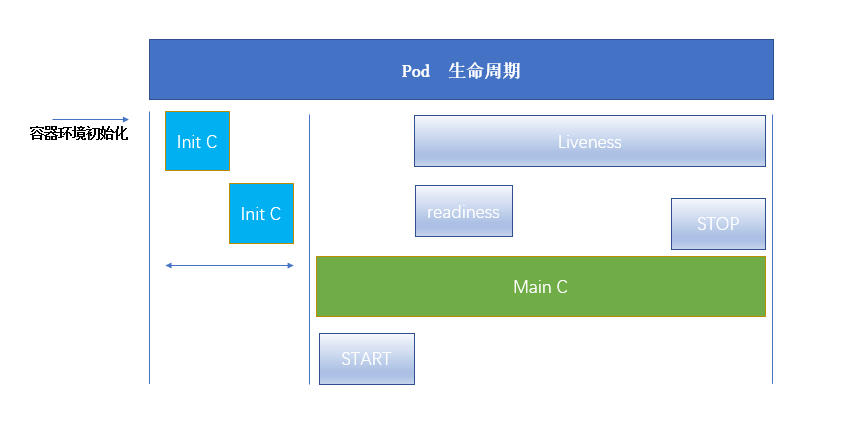 Pod 生命周期
容器环境初始化
Init C
Liveness
Init C
readiness
STOP
Main C
START